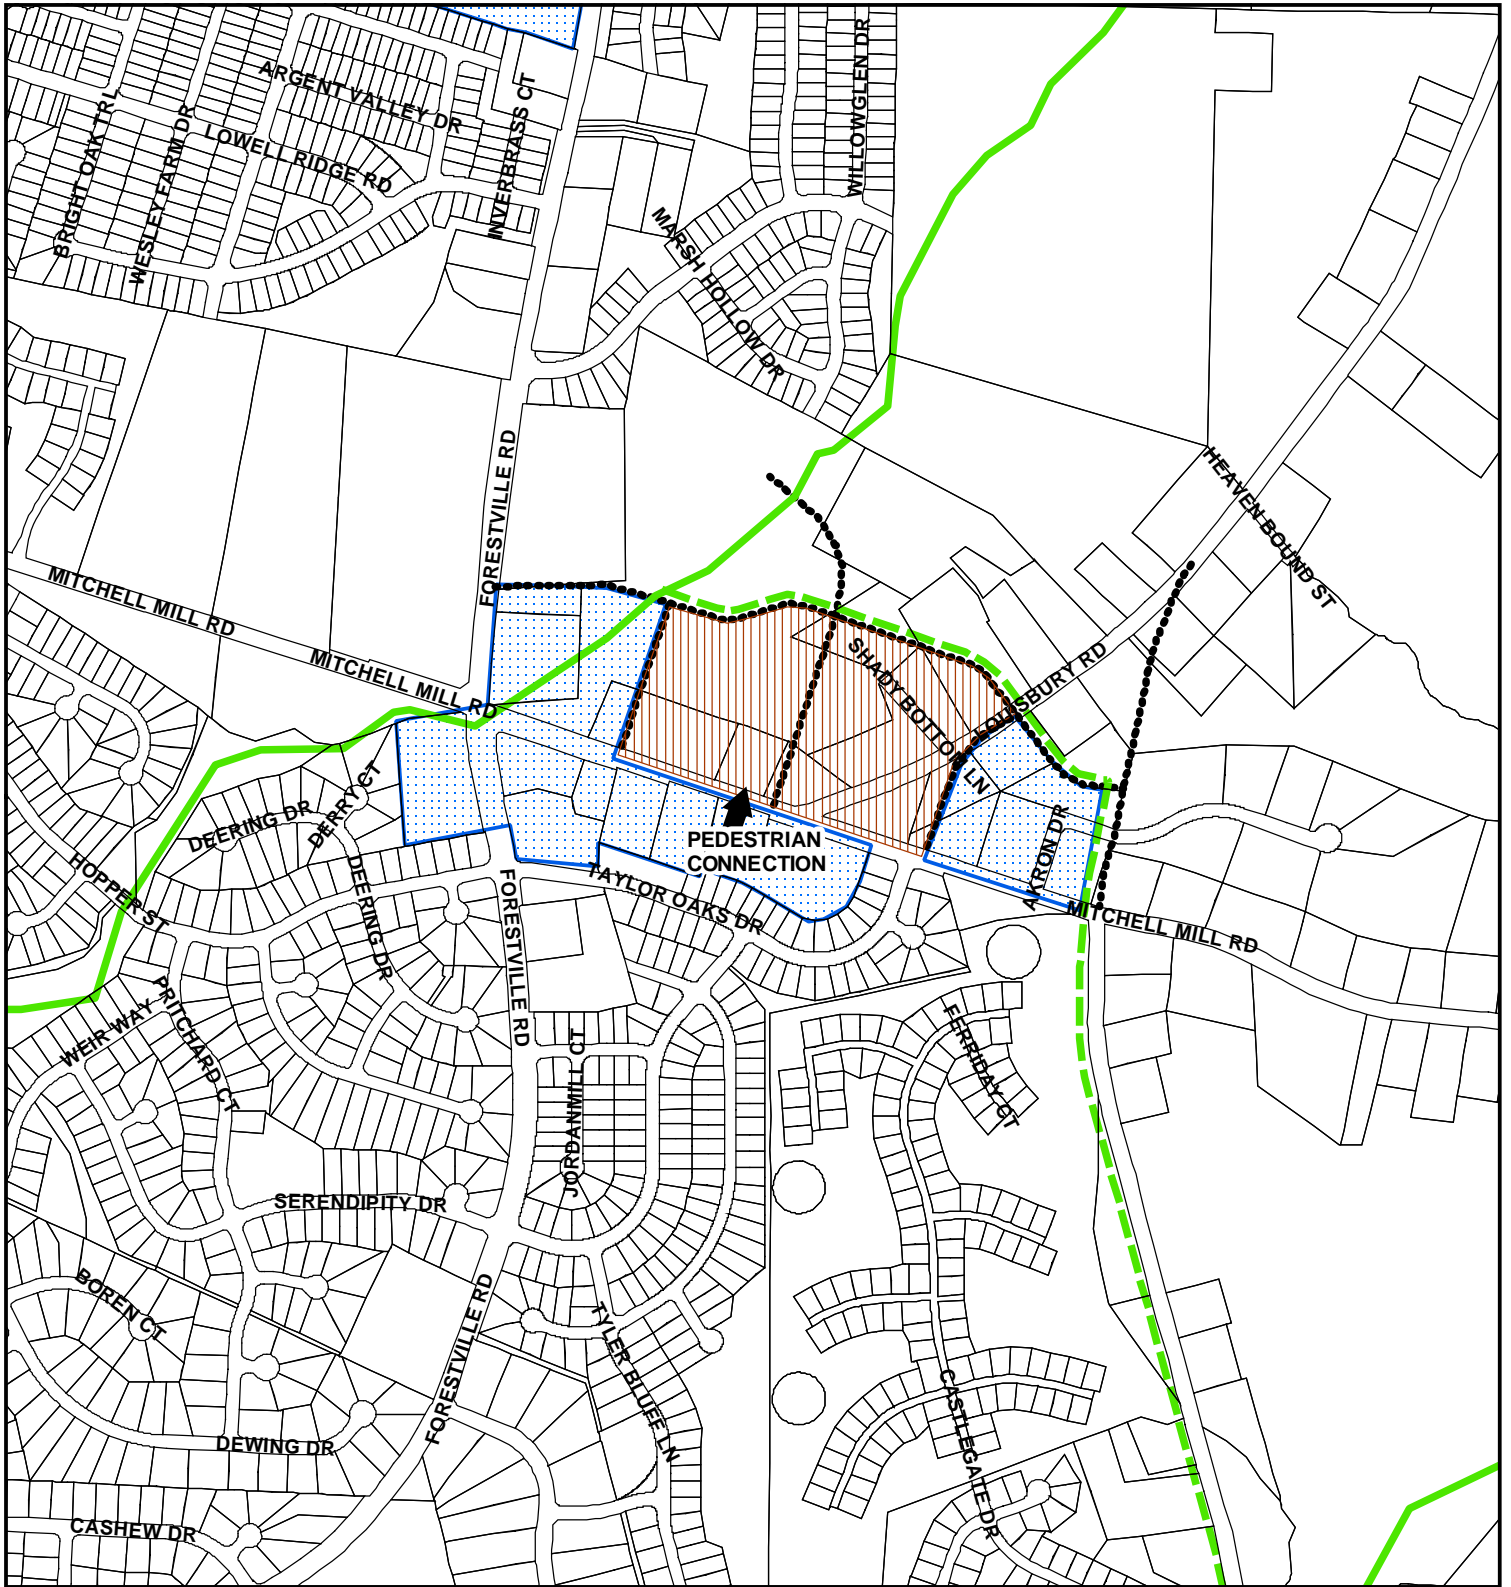 ARGENT VALLEY DR
LOWELL RIDGE RD
BRIGHT OAK TRL
WESLEY FARM DR
INVERBRASS CT
WILLOWGLEN DR
MARSH HOLLOW DR
FORESTVILLE RD
HEAVEN BOUND ST
MITCHELL MILL RD
MITCHELL MILL RD
SHADY BOTTOM LN
LOUISBURY RD
DERRY CT
DEERING DR
HOPPER ST
DEERING DR
PEDESTRIAN
CONNECTION
AKRON DR
TAYLOR OAKS DR
MITCHELL MILL RD
FORESTVILLE RD
WEIR WAY
PRITCHARD CT
JORDANMILL CT
FERRIDAY CT
SERENDIPITY DR
BOREN CT
FORESTVILLE RD
TYLER BLUFF LN
CASTLEGATE DR
DEWING DR
CASHEW DR